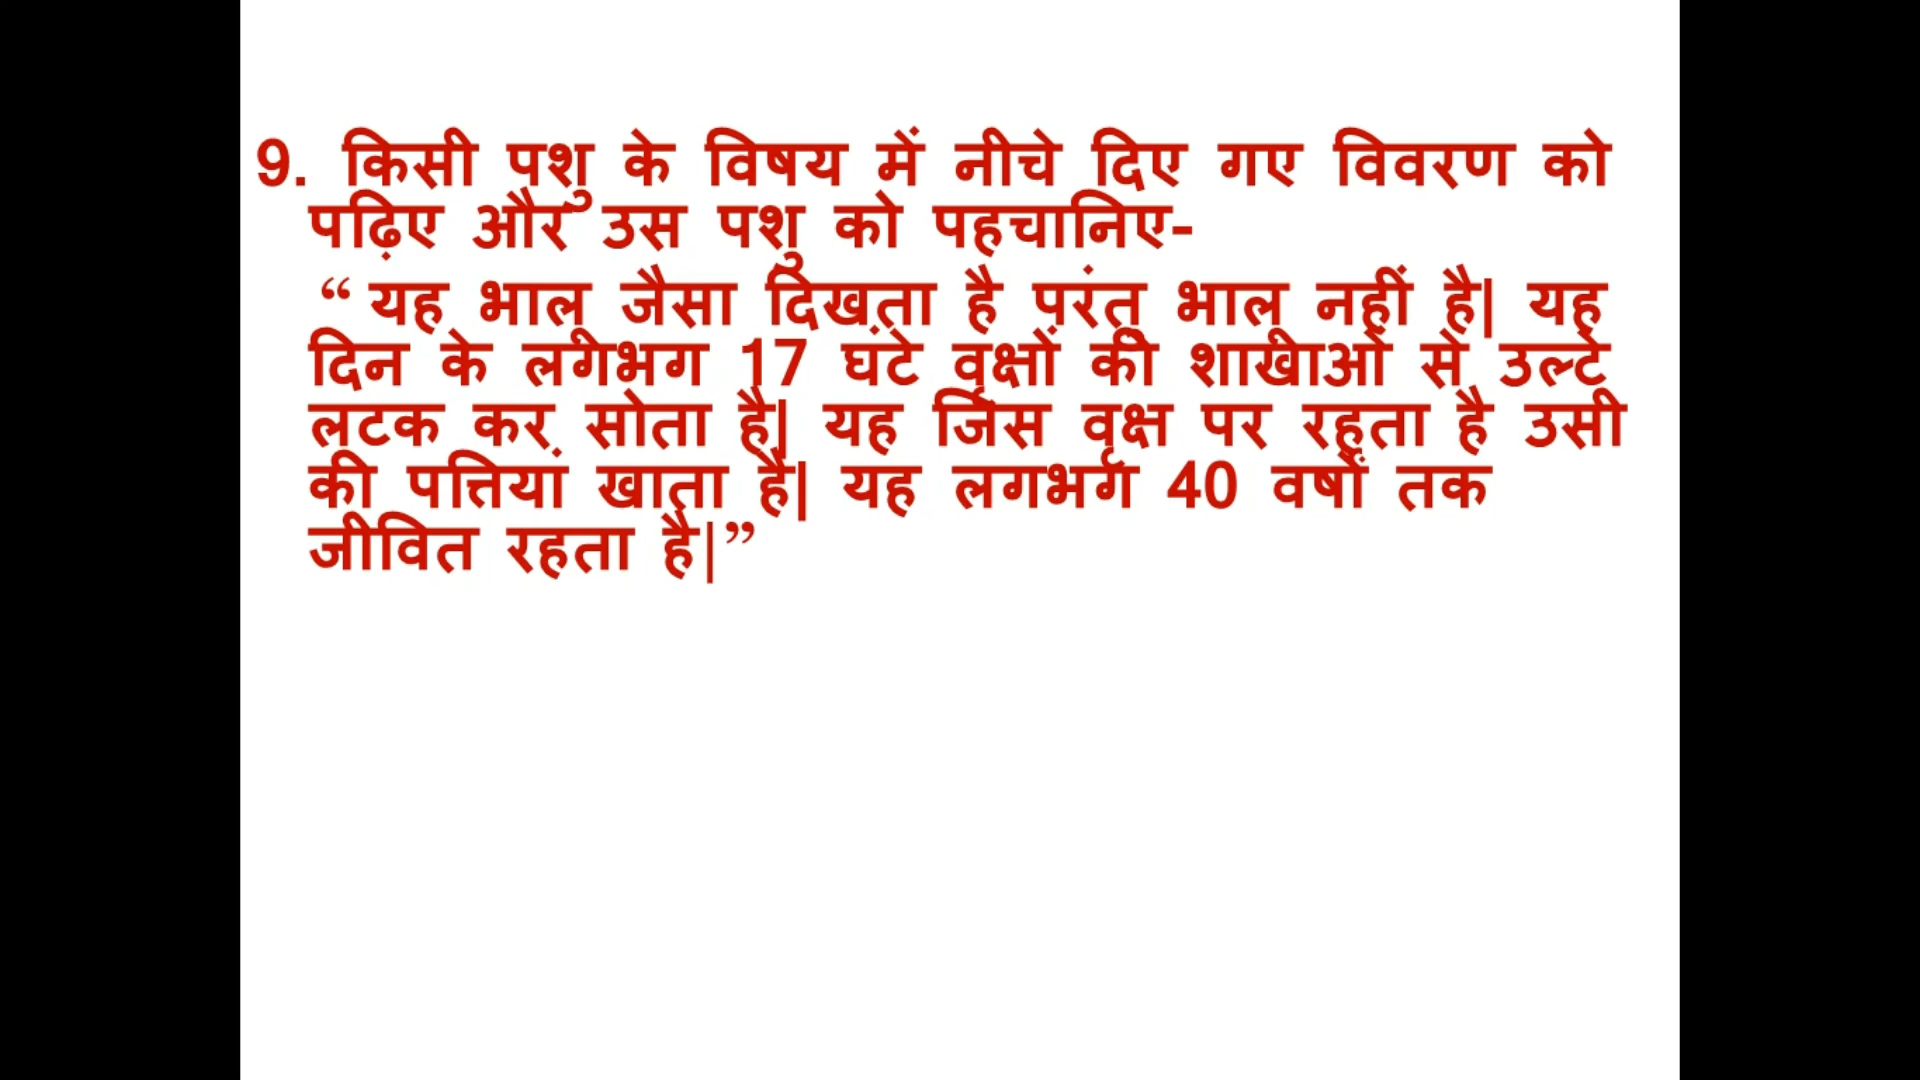 9. किसी पशु के विषय में नीचे दिए गए विवरण को
पढ़िए और उस पशु को पहचानिए-
“ यह भालू जैसा दिखता है परंतु भालू नहीं है| यह
दिन के लगभग 17 घंटे वृक्षों की शाखाओं से उल्टे
लटक कर सोता है| यह जिस वृक्ष पर रहता है उसी
की पत्तियां खाता है| यह लगभग 40 वर्षों तक
जीवित रहता है|”